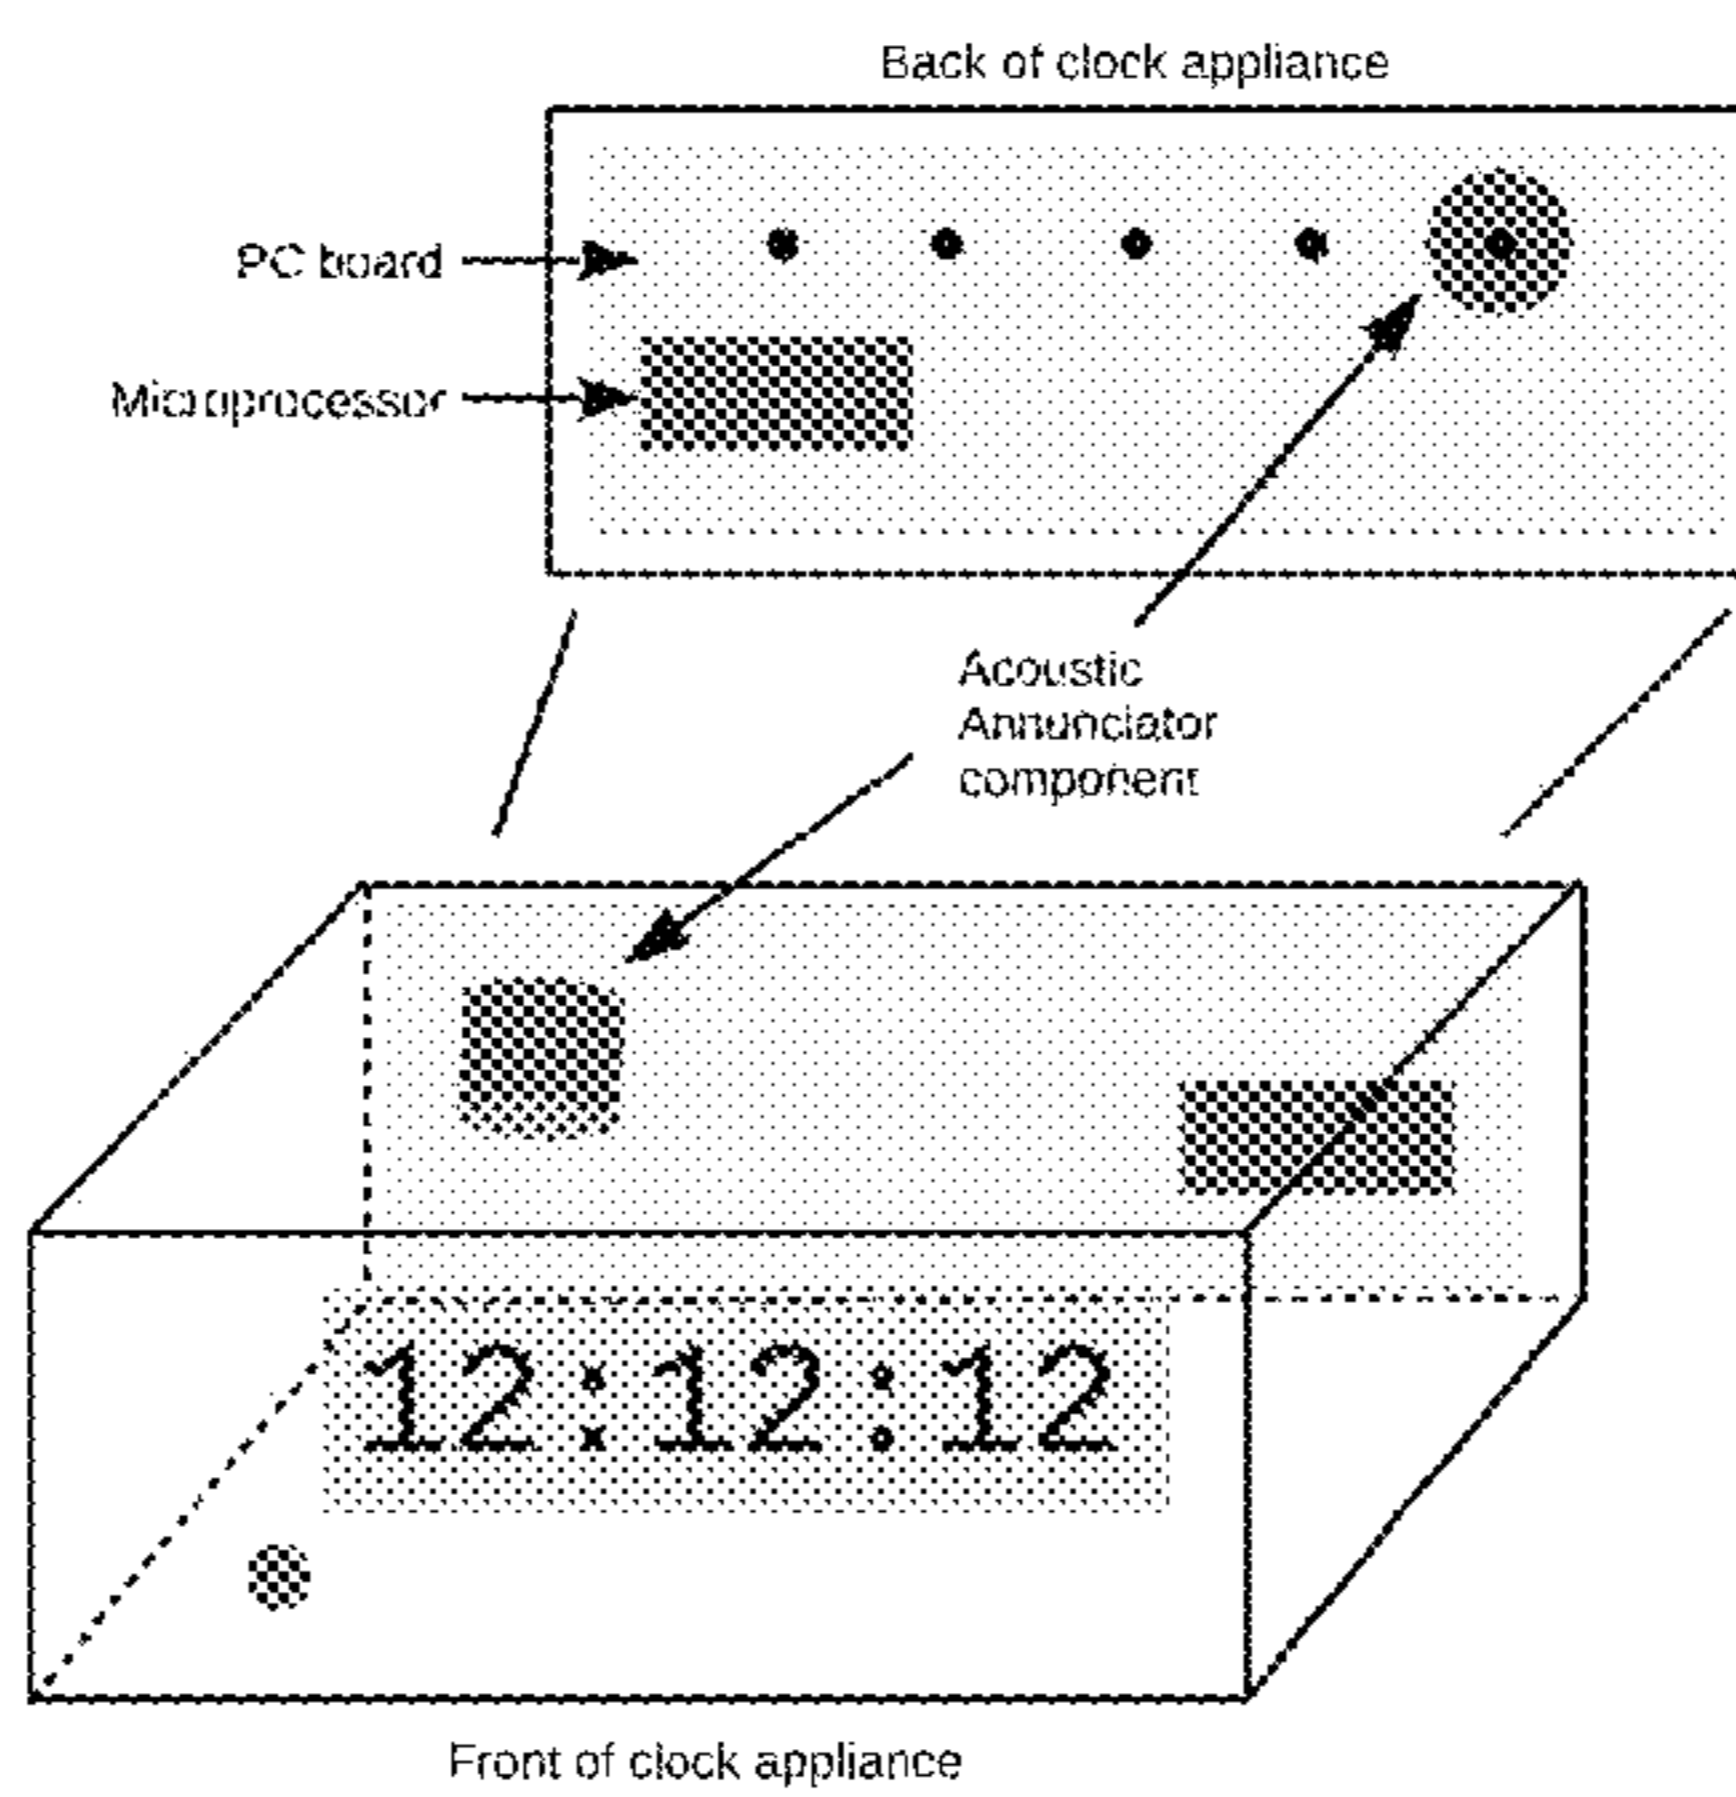 Back of clock appliance
PC board
Microprocessor
Acoustic
Annunciator
component
12:12:12
Front of clock appliance